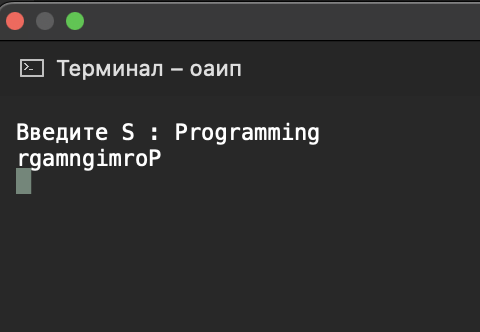 Терминал – оаип
Введите S : Programming
rgamngimroP